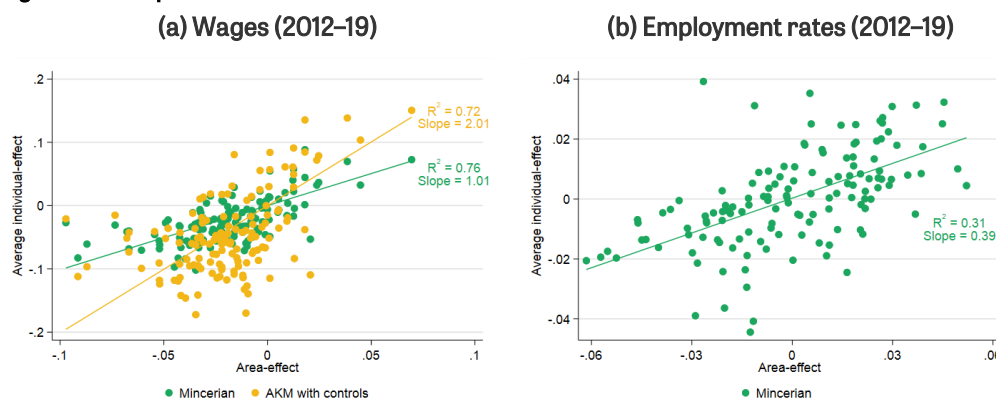 (a) Wages (2012–19)
(b) Employment rates (2012–19)
Average individual-effect
.2
.1
0
-.1
-.2
R² = 0.72
Slope = 2.01
R² = 0.76
Slope = 1.01
-.1
-.05
0
.05
.1
Area-effect
Mincerian
AKM with controls
Average individual-effect
.04
.02
0
-.02
-.04
R² = 0.31
Slope = 0.39
-.06
-.03
0
.03
Area-effect
Mincerian